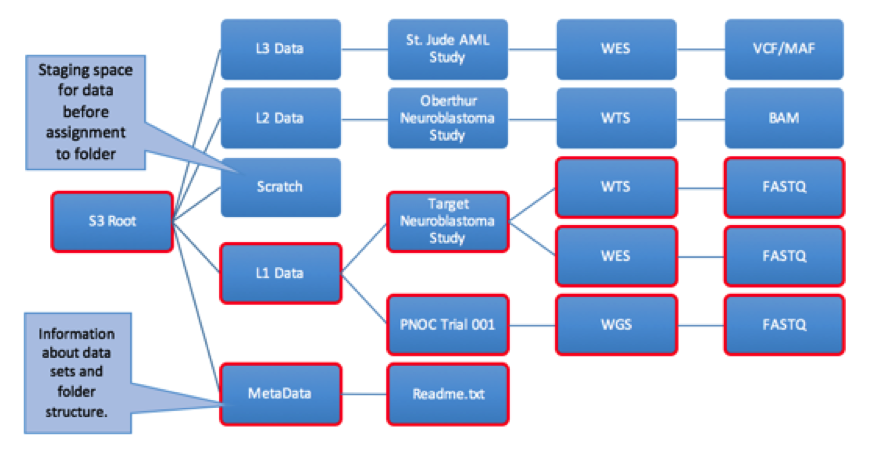 L3 Data
St. Jude AML
Study
WES
VCF/MAF
Staging space
for data
before
assignment
to folder
L2 Data
Oberthur
Neuroblastoma
Study
WTS
BAM
Scratch
S3 Root
L1 Data
Target
Neuroblastoma
Study
WTS
FASTQ
WES
FASTQ
PNOC Trial 001
WGS
FASTQ
Information
about data
sets and
folder
structure.
MetaData
Readme.txt